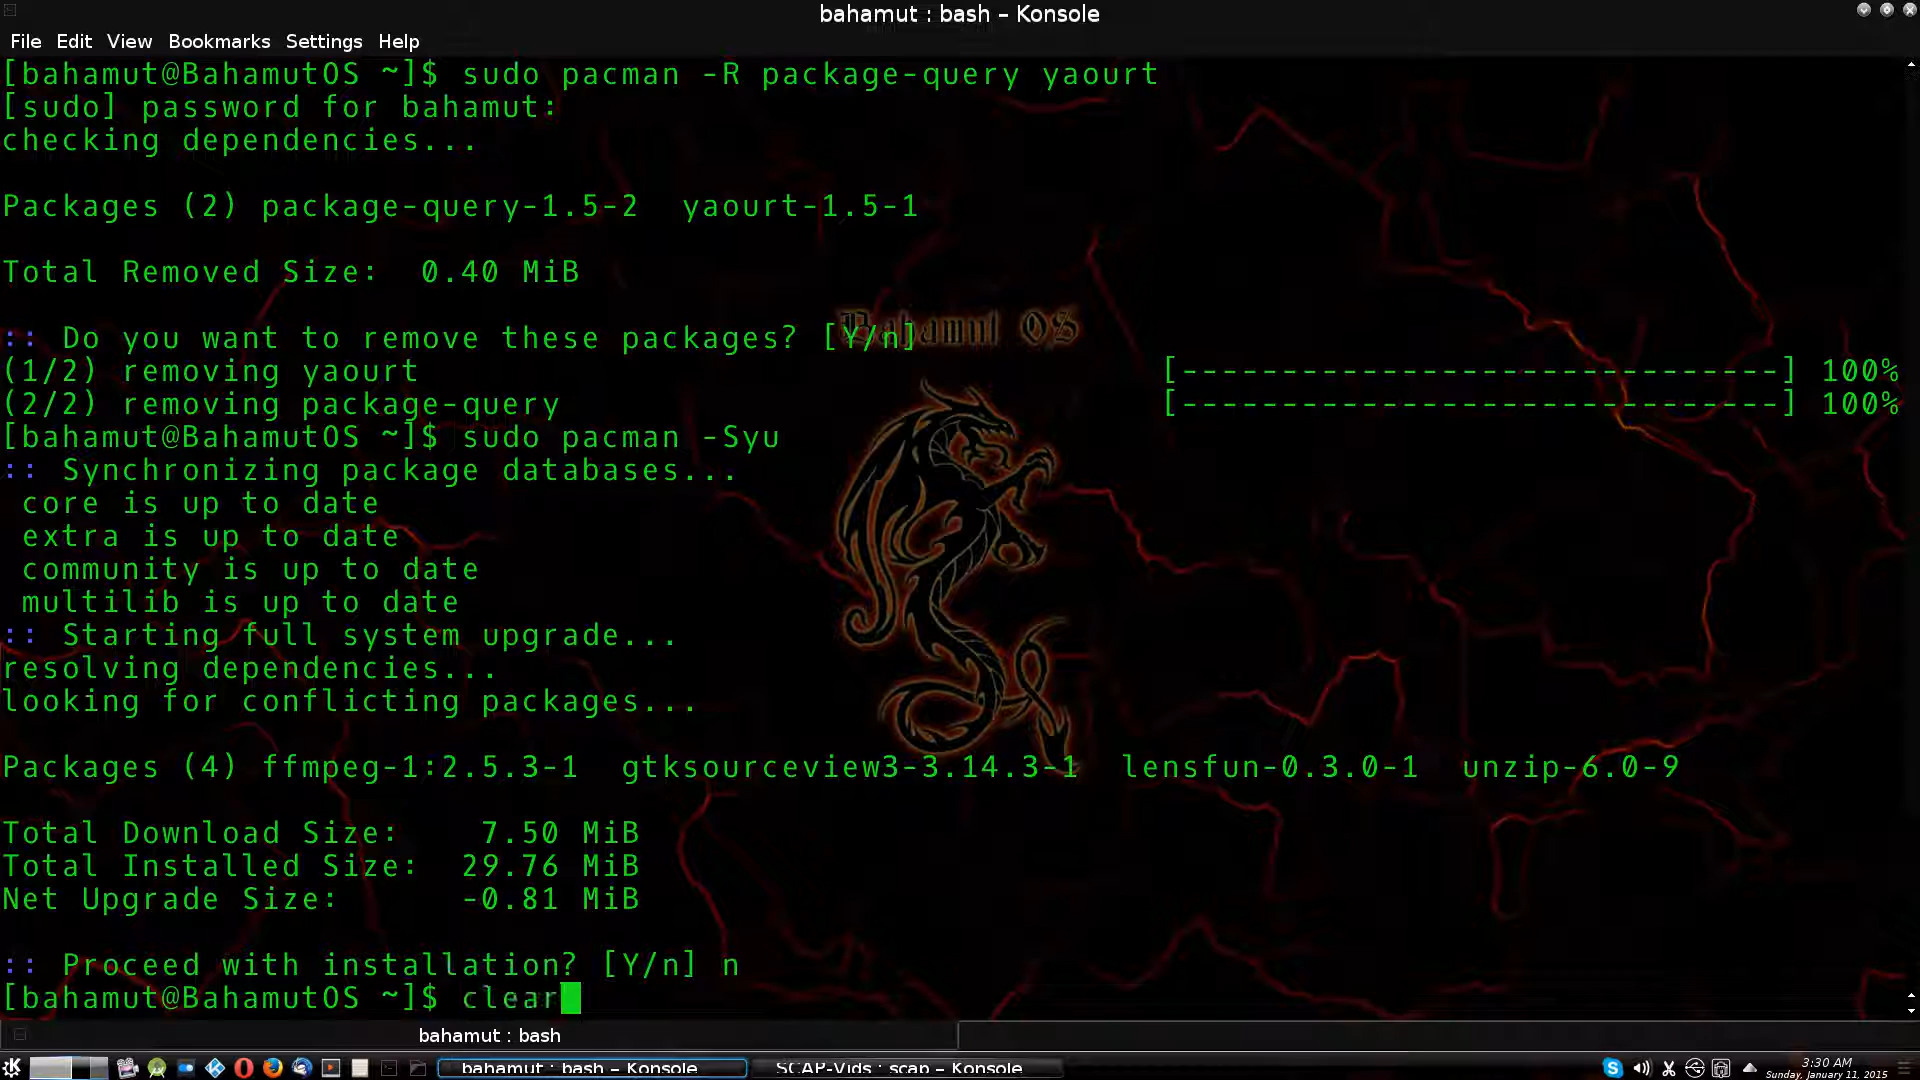 bahamut : bash – Konsole
File Edit View Bookmarks Settings Help
[bahamut@BahamutOS ~]$ sudo pacman -R package-query yaourt
[sudo] password for bahamut:
checking dependencies...
Packages (2) package-query-1.5-2  yaourt-1.5-1
Total Removed Size:  0.40 MiB
:: Do you want to remove these packages? [Y/n]
Bahamut OS
(1/2) removing yaourt [------------------------------] 100%
(2/2) removing package-query [------------------------------] 100%
[bahamut@BahamutOS ~]$ sudo pacman -Syu
:: Synchronizing package databases...
core is up to date
extra is up to date
community is up to date
multilib is up to date
:: Starting full system upgrade...
resolving dependencies...
looking for conflicting packages...
Packages (4) ffmpeg-1:2.5.3-1  gtksourceview3-3.14.3-1  lensfun-0.3.0-1  unzip-6.0-9
Total Download Size:    7.50 MiB
Total Installed Size:  29.76 MiB
Net Upgrade Size:      -0.81 MiB
:: Proceed with installation? [Y/n] n
[bahamut@BahamutOS ~]$ clear
bahamut : bash
bahamut : bash – Konsole
SCAP-Vids : scap – Konsole
3:30 AM
Sunday, January 11, 2015